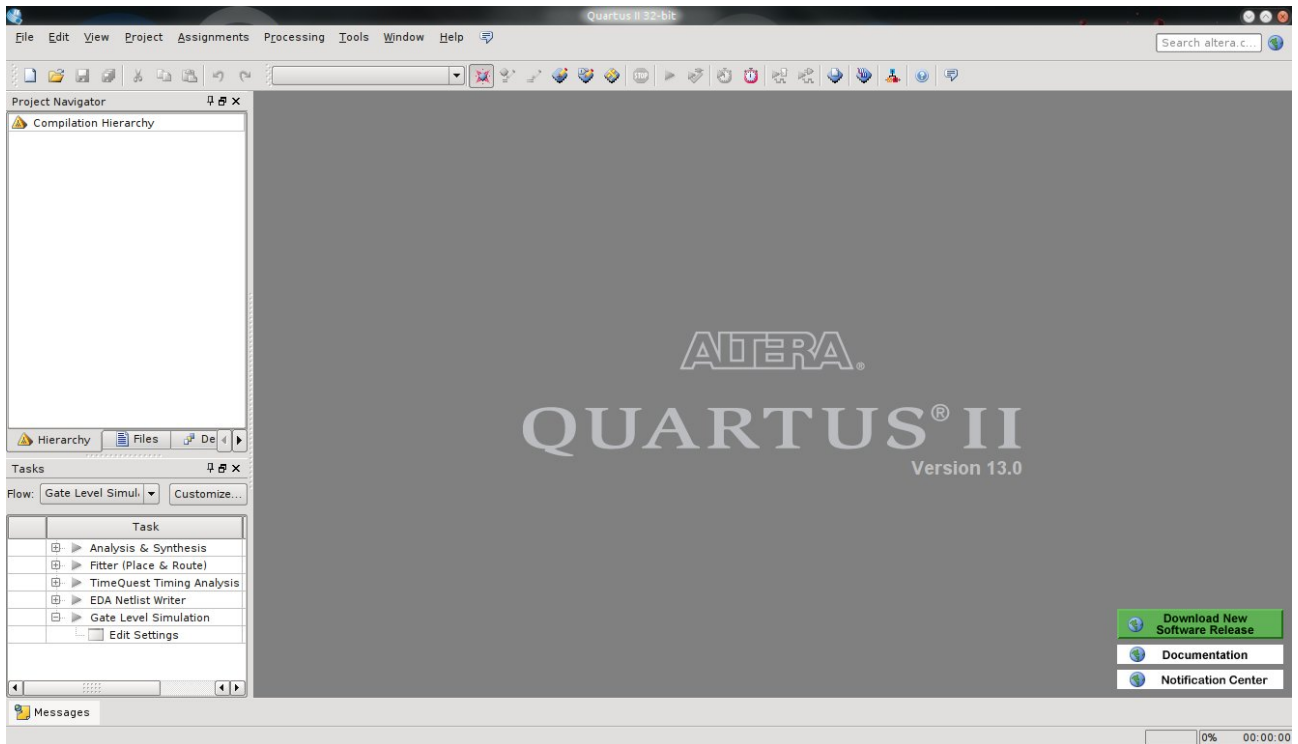 Quartus II 32-bit
File Edit View Project Assignments Processing Tools Window Help
Search altera.c...
Project Navigator
Compilation Hierarchy
Hierarchy Files De
Tasks
Flow: Gate Level Simul. Customize...
Task
Analysis & Synthesis
Fitter (Place & Route)
TimeQuest Timing Analysis
EDA Netlist Writer
Gate Level Simulation
Edit Settings
ALTERA®
QUARTUS® II
Version 13.0
Download New
Software Release
Documentation
Notification Center
Messages
0% 00:00:00